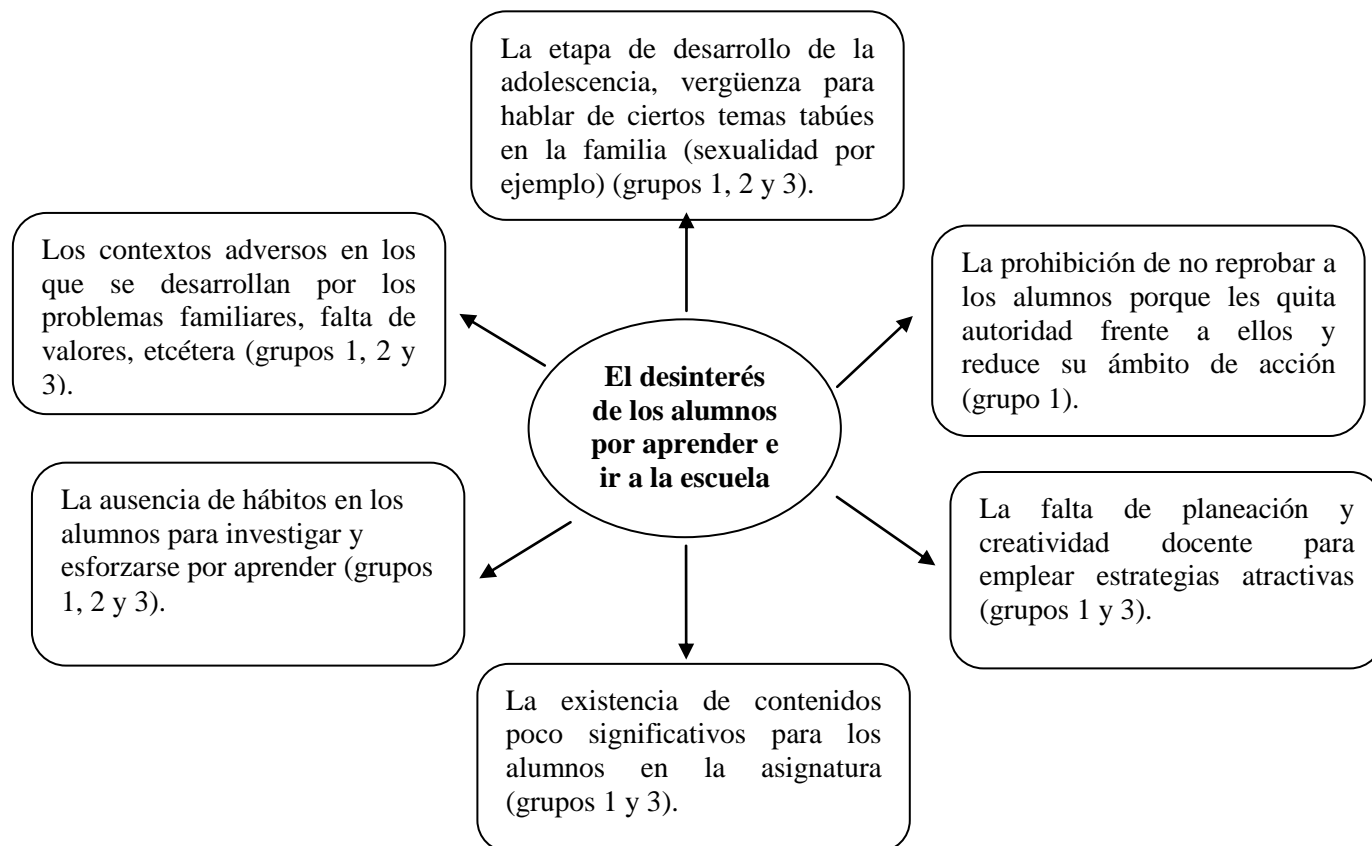 La etapa de desarrollo de la
adolescencia, vergüenza para
hablar de ciertos temas tabúes
en la familia (sexualidad por
ejemplo) (grupos 1, 2 y 3).
Los contextos adversos en los
que se desarrollan por los
problemas familiares, falta de
valores, etcétera (grupos 1, 2 y
3).
La prohibición de no reprobar a
los alumnos porque les quita
autoridad frente a ellos y
reduce su ámbito de acción
(grupo 1).
El desinterés
de los alumnos
por aprender e
ir a la escuela
La ausencia de hábitos en los
alumnos para investigar y
esforzarse por aprender (grupos
1, 2 y 3).
La falta de planeación y
creatividad docente para
emplear estrategias atractivas
(grupos 1 y 3).
La existencia de contenidos
poco significativos para los
alumnos en la asignatura
(grupos 1 y 3).